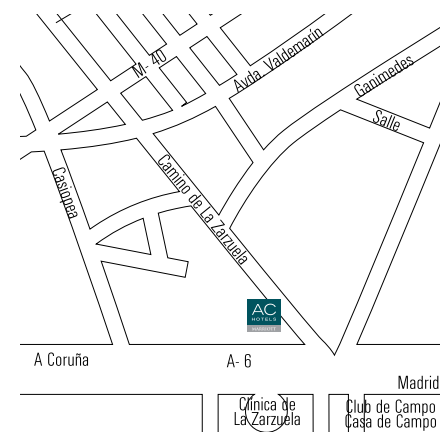 M- 40
Avda. Valdemarín
Ganimedes
Salle
Casiopea
Camino de La Zarzuela
AC
HOTELS
MARRIOTT
A Coruña
A- 6
Madrid
Clínica de
La Zarzuela
Club de Campo
Casa de Campo